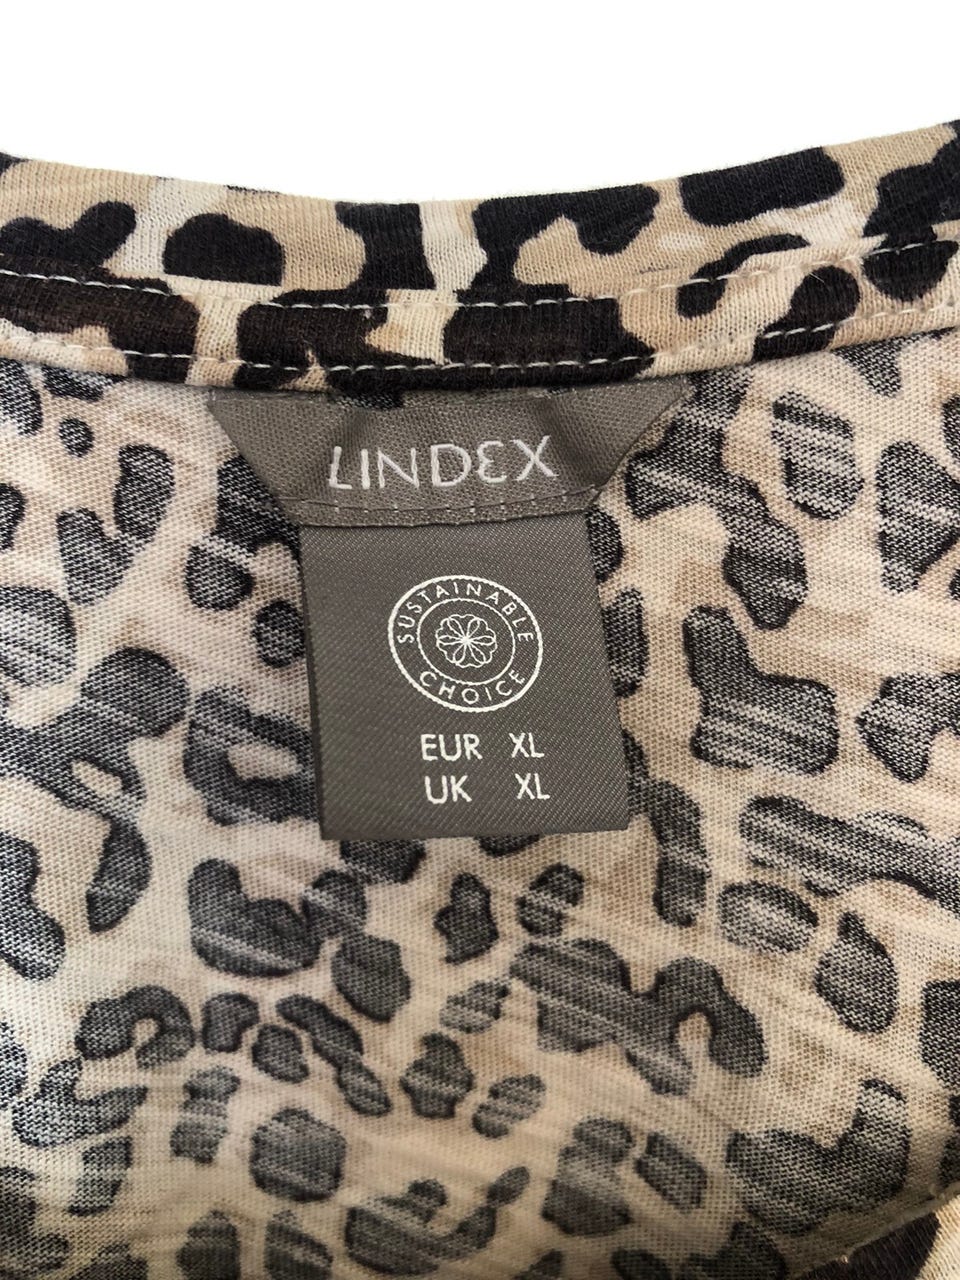 LINDEX
SUSTAINABLE
CHOICE
EUR XL
UK XL